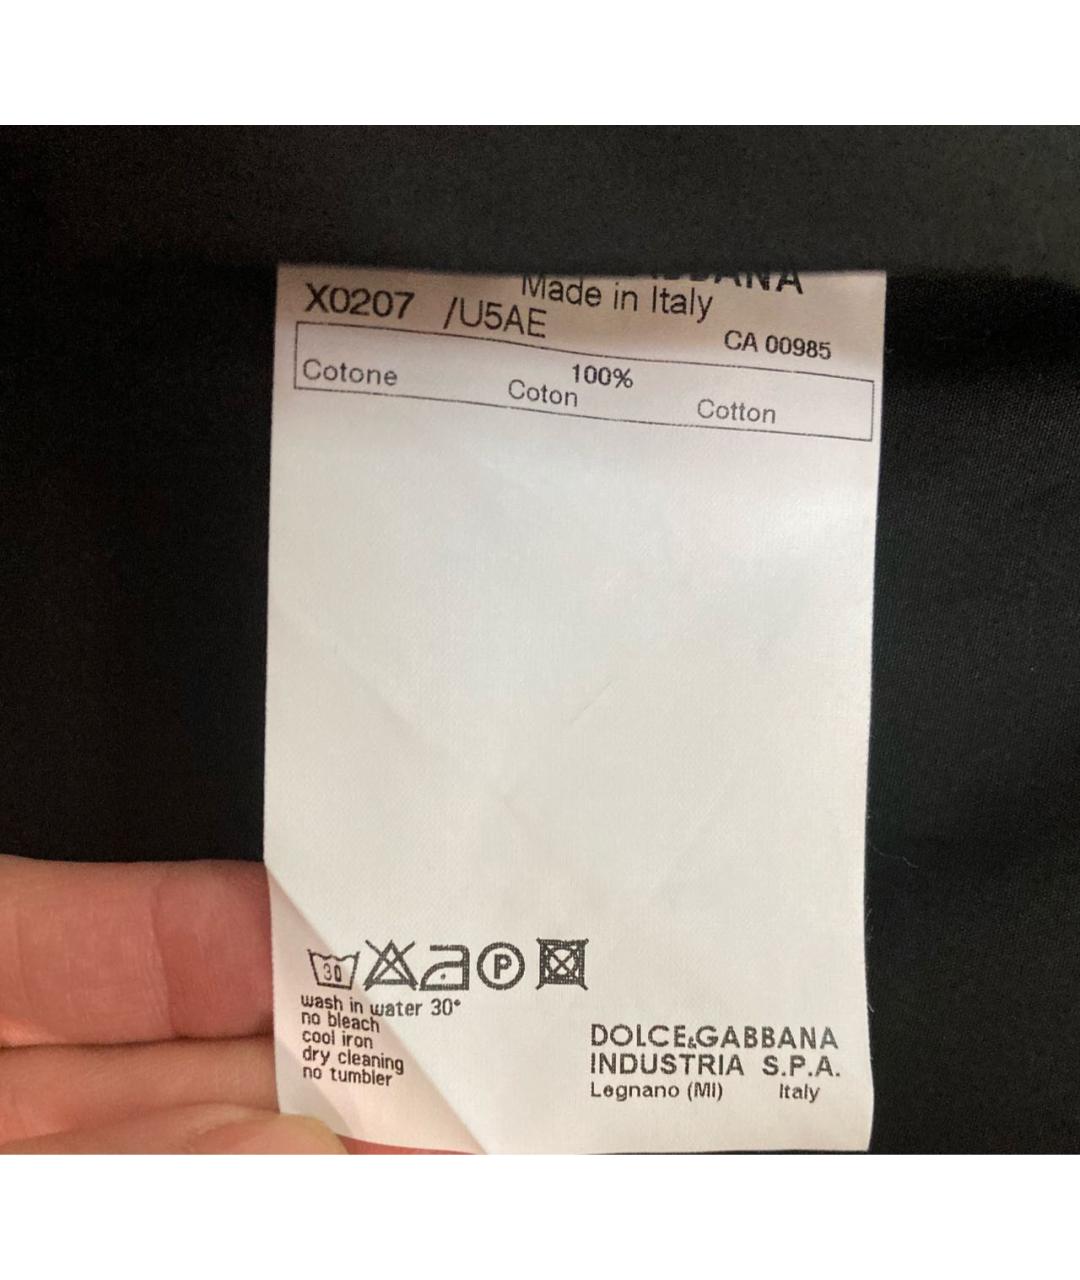 Made in Italy
X0207 /U5AE
CA 00985
100%
Cotone Coton Cotton
30
P
wash in water 30°
no bleach
cool iron
dry cleaning
no tumbler
DOLCE&GABBANA
INDUSTRIA S.P.A.
Legnano (MI) Italy